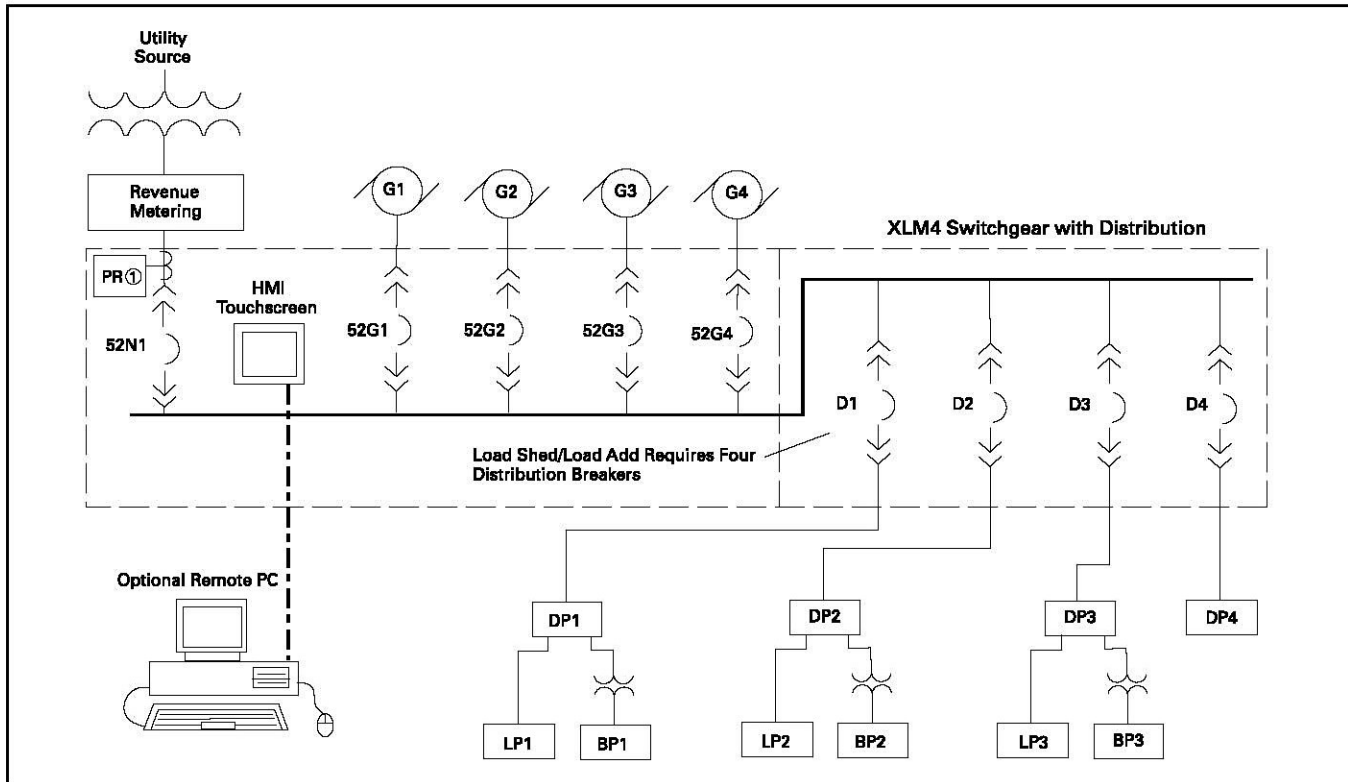 Utility
Source
Revenue
Metering
G1
G2
G3
G4
XLM4 Switchgear with Distribution
PR ①
HMI
Touchscreen
52N1
52G1
52G2
52G3
52G4
D1
D2
D3
D4
Load Shed/Load Add Requires Four
Distribution Breakers
Optional Remote PC
DP1
DP2
DP3
DP4
LP1
BP1
LP2
BP2
LP3
BP3